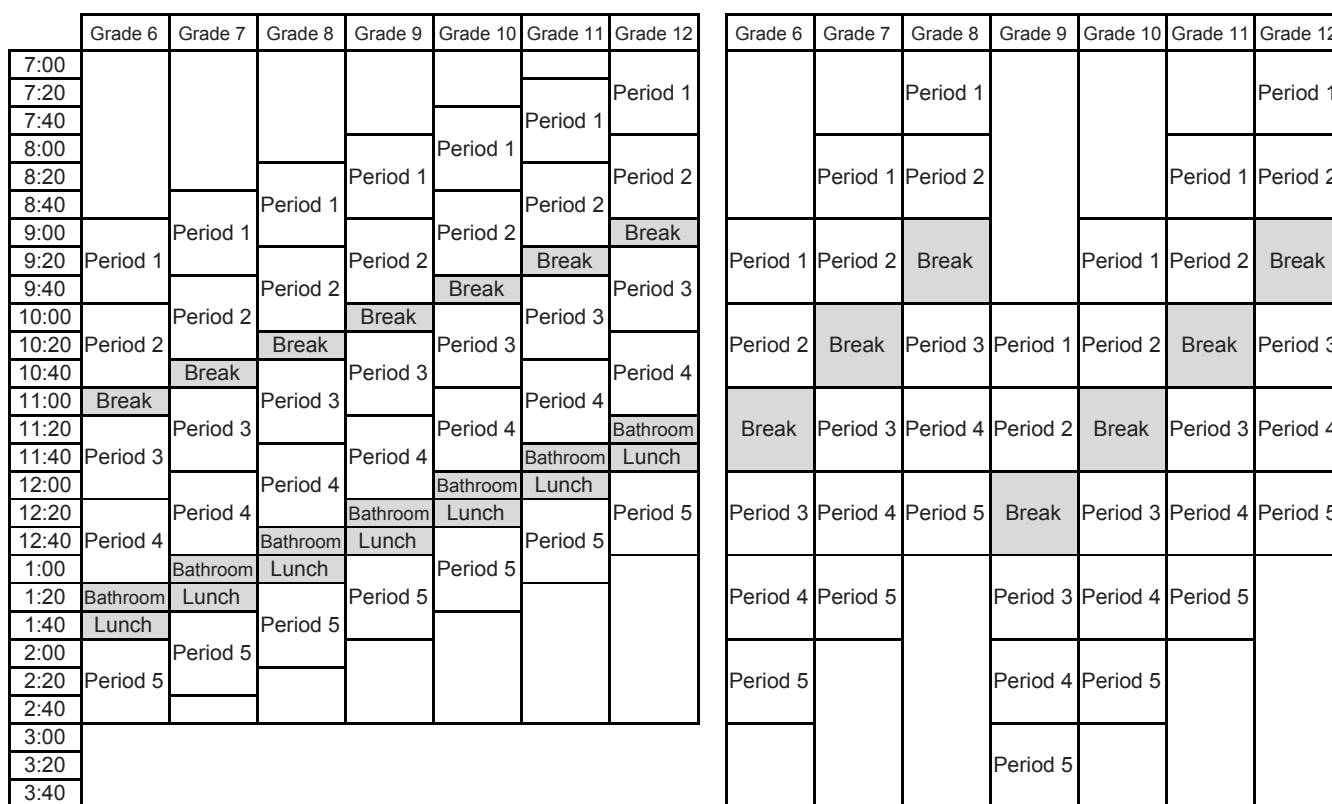 Grade 6 Grade 7 Grade 8 Grade 9 Grade 10 Grade 11 Grade 12 Grade 6 Grade 7 Grade 8 Grade 9 Grade 10 Grade 11 Grade 12
7:00
7:20 Period 1 Period 1 Period 1
7:40 Period 1
8:00 Period 1
8:20 Period 1 Period 2 Period 1 Period 2 Period 1 Period 2
8:40 Period 1 Period 2
9:00 Period 1 Period 2 Break
9:20 Period 1 Period 2 Break Period 1 Period 2 Break Period 1 Period 2 Break
9:40 Period 2 Break Period 3
10:00 Period 2 Break Period 3
10:20 Period 2 Break Period 3 Period 2 Break Period 3 Period 1 Period 2 Break Period 3
10:40 Break Period 3 Period 4
11:00 Break Period 3 Period 4
11:20 Period 3 Period 4 Bathroom Break Period 3 Period 4 Period 2 Break Period 3 Period 4
11:40 Period 3 Period 4 Bathroom Lunch
12:00 Period 4 Bathroom Lunch
12:20 Period 4 Bathroom Lunch Period 5 Period 3 Period 4 Period 5 Break Period 3 Period 4 Period 5
12:40 Period 4 Bathroom Lunch Period 5
1:00 Bathroom Lunch Period 5
1:20 Bathroom Lunch Period 5 Period 4 Period 5 Period 3 Period 4 Period 5
1:40 Lunch Period 5
2:00 Period 5
2:20 Period 5 Period 5 Period 4 Period 5
2:40
3:00
3:20 Period 5
3:40